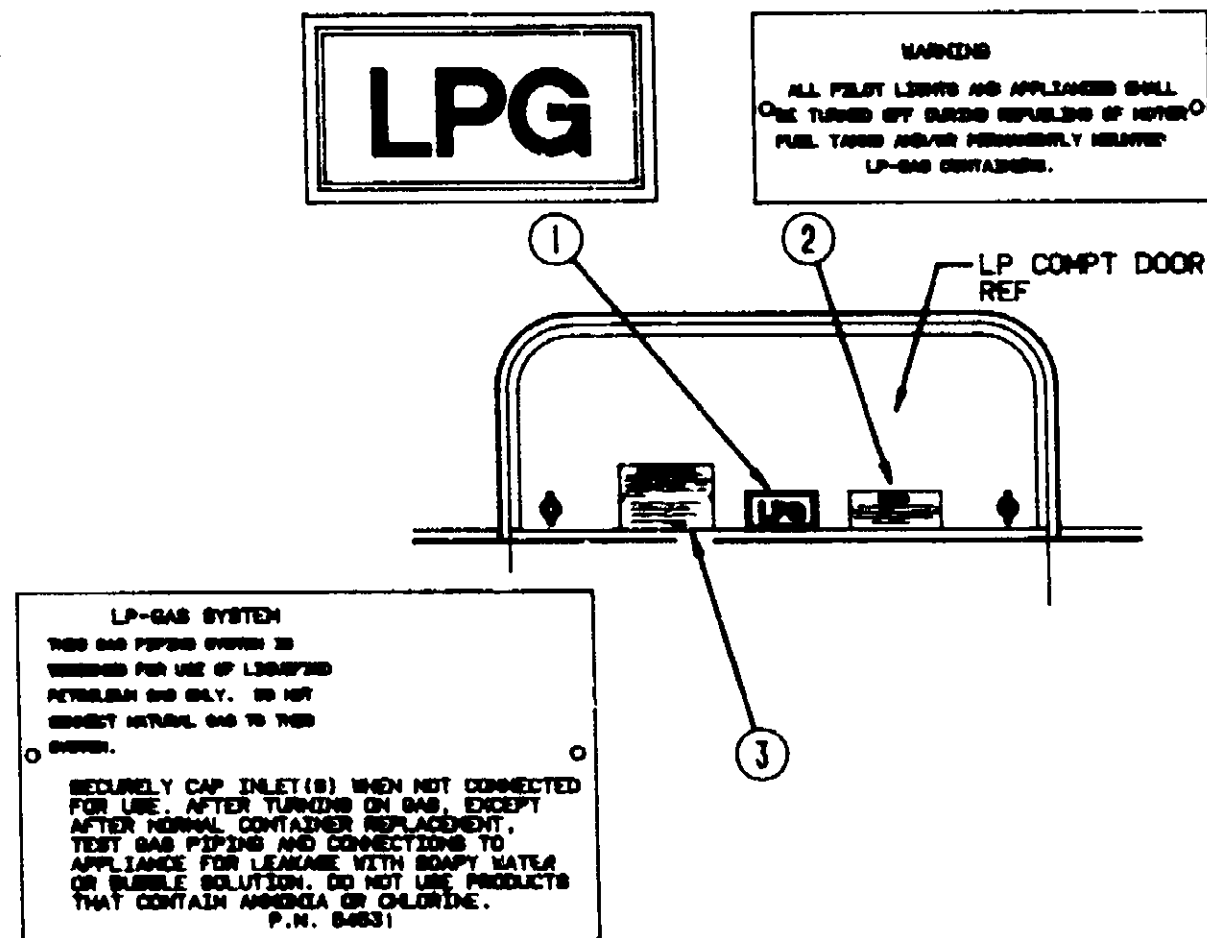 LPG
WARNING
ALL PILOT LIGHTS AND APPLIANCES SHALL
BE TURNED OFF DURING REFUELING OF MOTOR
FUEL TANKS AND/OR PERMANENTLY MOUNTED
LP-GAS CONTAINERS.
1
2
LP COMPT DOOR
REF
LPG
3
LP-GAS SYSTEM
THIS GAS PIPING SYSTEM IS
DESIGNED FOR USE OF LIQUEFIED
PETROLEUM GAS ONLY. DO NOT
CONNECT NATURAL GAS TO THIS
SYSTEM.
SECURELY CAP INLET(S) WHEN NOT CONNECTED
FOR USE. AFTER TURNING ON GAS, EXCEPT
AFTER NORMAL CONTAINER REPLACEMENT,
TEST GAS PIPING AND CONNECTIONS TO
APPLIANCE FOR LEAKAGE WITH SOAPY WATER
OR BUBBLE SOLUTION. DO NOT USE PRODUCTS
THAT CONTAIN AMMONIA OR CHLORINE.
P.N.